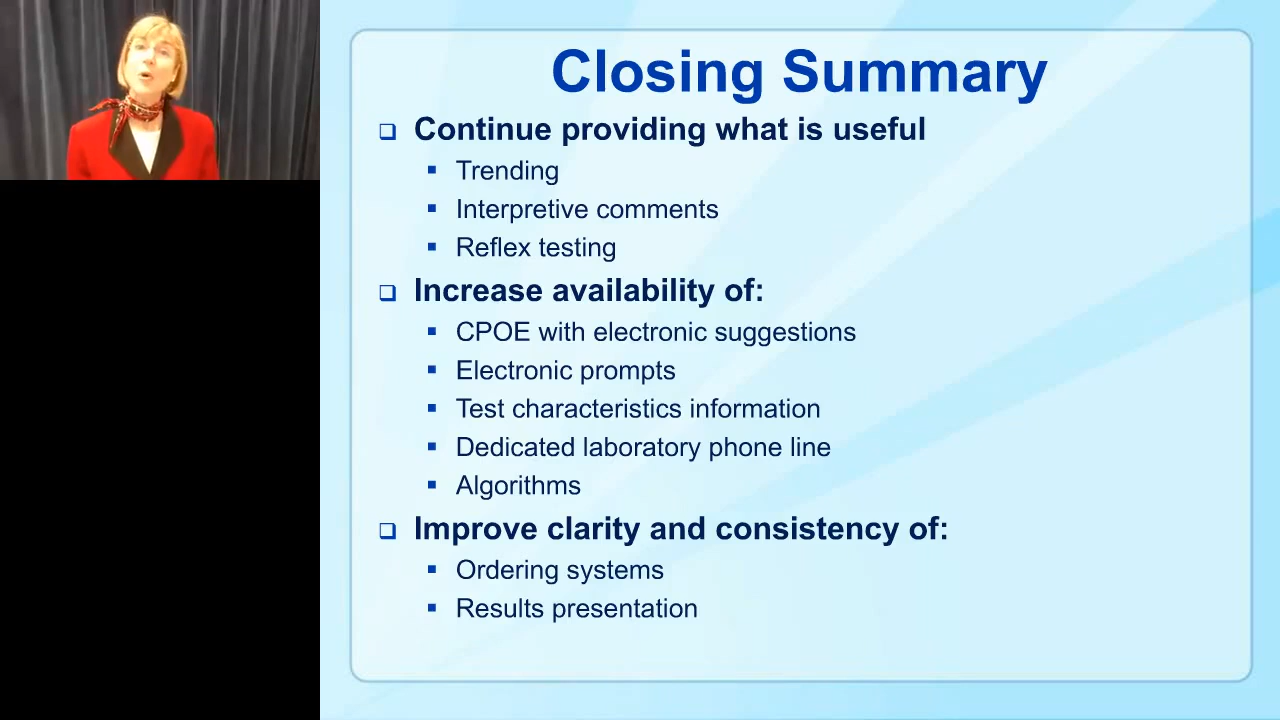 Closing Summary
Continue providing what is useful
Trending
Interpretive comments
Reflex testing
Increase availability of:
CPOE with electronic suggestions
Electronic prompts
Test characteristics information
Dedicated laboratory phone line
Algorithms
Improve clarity and consistency of:
Ordering systems
Results presentation